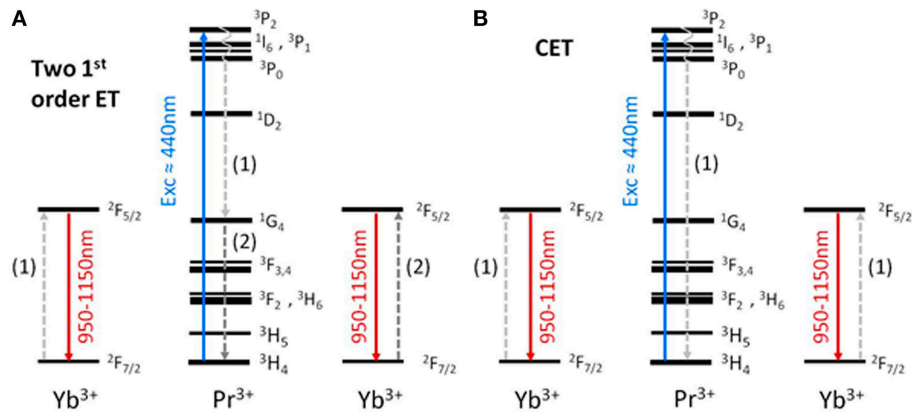 A
Two 1st
order ET
Exc ≈ 440nm
3P2
1I6 , 3P1
3P0
1D2
(1)
1G4
(2)
3F3,4
3F2 , 3H6
3H5
3H4
2F5/2
(1)
950-1150nm
2F7/2
2F5/2
950-1150nm
(2)
2F7/2
Yb3+
Pr3+
Yb3+
B
CET
Exc ≈ 440nm
3P2
1I6 , 3P1
3P0
1D2
(1)
1G4
3F3,4
3F2 , 3H6
3H5
3H4
2F5/2
(1)
950-1150nm
2F7/2
2F5/2
950-1150nm
(1)
2F7/2
Yb3+
Pr3+
Yb3+